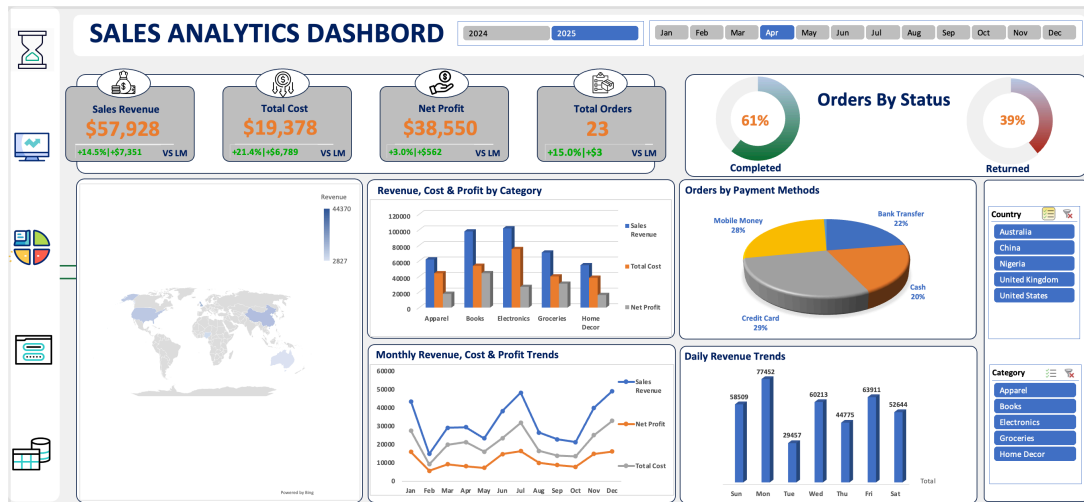 SALES ANALYTICS DASHBORD
2024
2025
Jan Feb Mar Apr May Jun Jul Aug Sep Oct Nov Dec
Sales Revenue
$57,928
+14.5%|+$7,351 VS LM
Total Cost
$19,378
+21.4%|+$6,789 VS LM
Net Profit
$38,550
+3.0%|+$562 VS LM
Total Orders
23
+15.0%|+$3 VS LM
Orders By Status
61%
Completed
39%
Returned
Revenue
44370
2827
Powered by Bing
Revenue, Cost & Profit by Category
120000
100000
80000
60000
40000
20000
0
Apparel Books Electronics Groceries Home
Decor
Sales
Revenue
Total Cost
Net Profit
Orders by Payment Methods
Mobile Money
28%
Bank Transfer
22%
Cash
20%
Credit Card
29%
Country
Australia
China
Nigeria
United Kingdom
United States
Monthly Revenue, Cost & Profit Trends
60000
50000
40000
30000
20000
10000
0
Jan Feb Mar Apr May Jun Jul Aug Sep Oct Nov Dec
Sales
Revenue
Net Profit
Total Cost
Daily Revenue Trends
58509
77452
29457
60213
44775
63911
52644
Sun Mon Tue Wed Thu Fri Sat
Total
Category
Apparel
Books
Electronics
Groceries
Home Decor